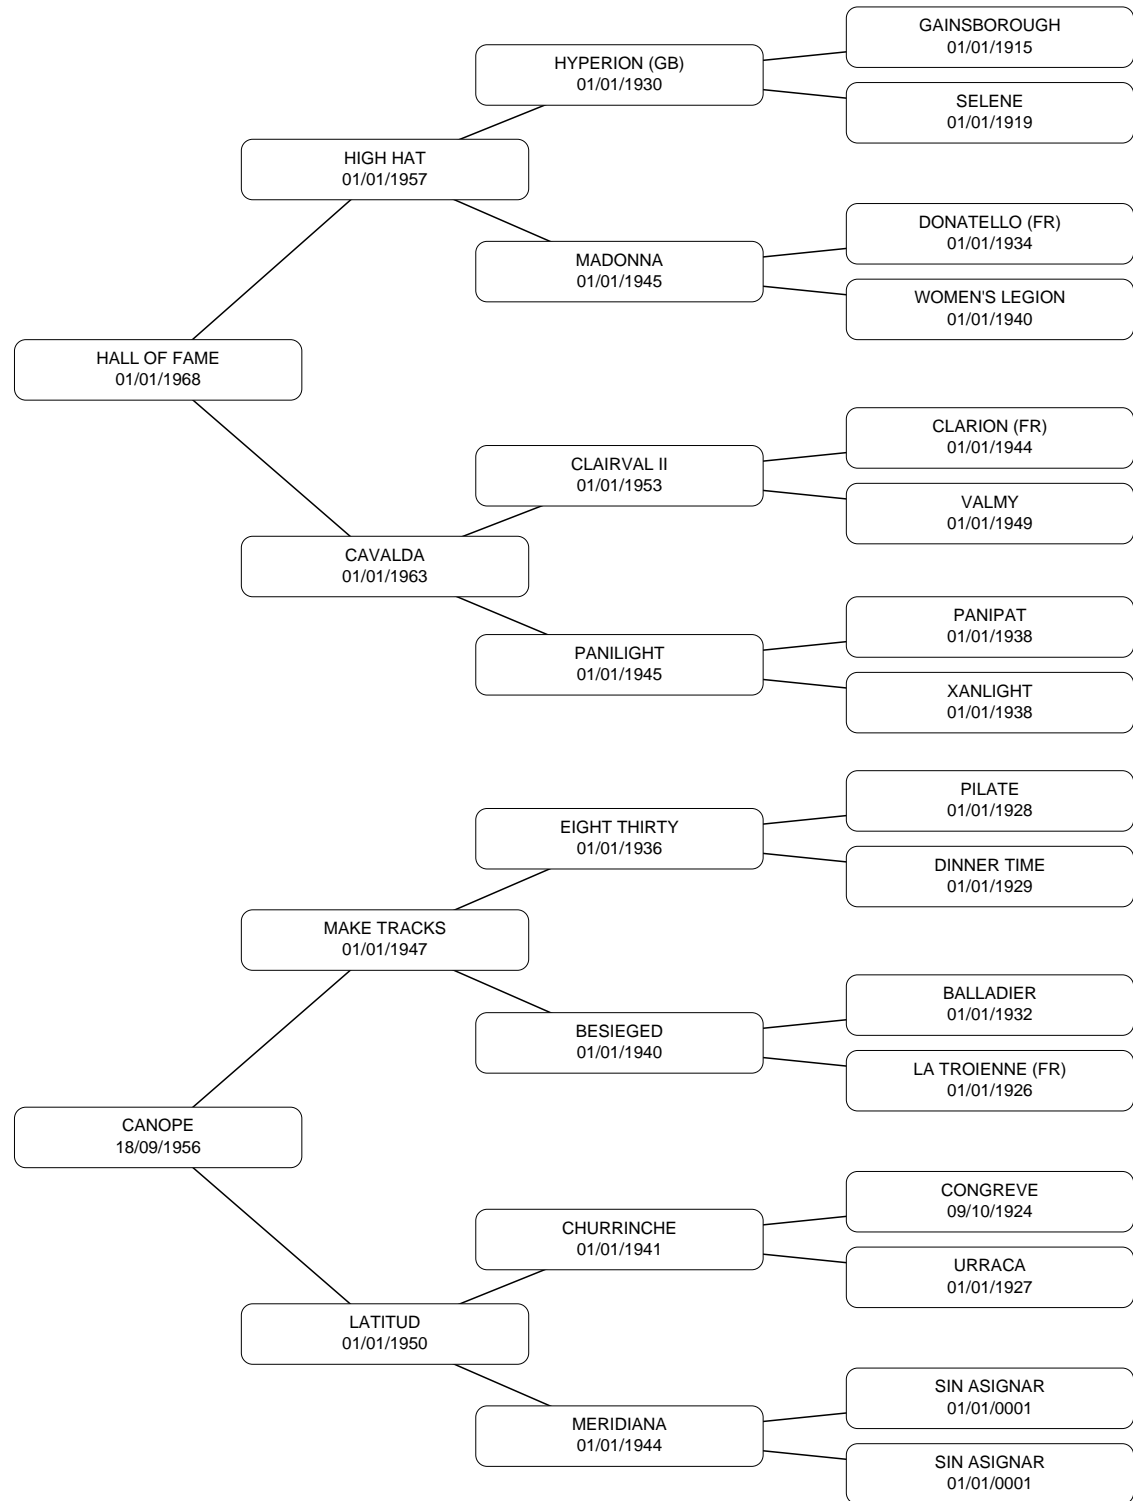 GAINSBOROUGH
01/01/1915
HYPERION (GB)
01/01/1930
SELENE
01/01/1919
HIGH HAT
01/01/1957
DONATELLO (FR)
01/01/1934
MADONNA
01/01/1945
WOMEN'S LEGION
01/01/1940
HALL OF FAME
01/01/1968
CLARION (FR)
01/01/1944
CLAIRVAL II
01/01/1953
VALMY
01/01/1949
CAVALDA
01/01/1963
PANIPAT
01/01/1938
PANILIGHT
01/01/1945
XANLIGHT
01/01/1938
PILATE
01/01/1928
EIGHT THIRTY
01/01/1936
DINNER TIME
01/01/1929
MAKE TRACKS
01/01/1947
BALLADIER
01/01/1932
BESIEGED
01/01/1940
LA TROIENNE (FR)
01/01/1926
CANOPE
18/09/1956
CONGREVE
09/10/1924
CHURRINCHE
01/01/1941
URRACA
01/01/1927
LATITUD
01/01/1950
SIN ASIGNAR
01/01/0001
MERIDIANA
01/01/1944
SIN ASIGNAR
01/01/0001